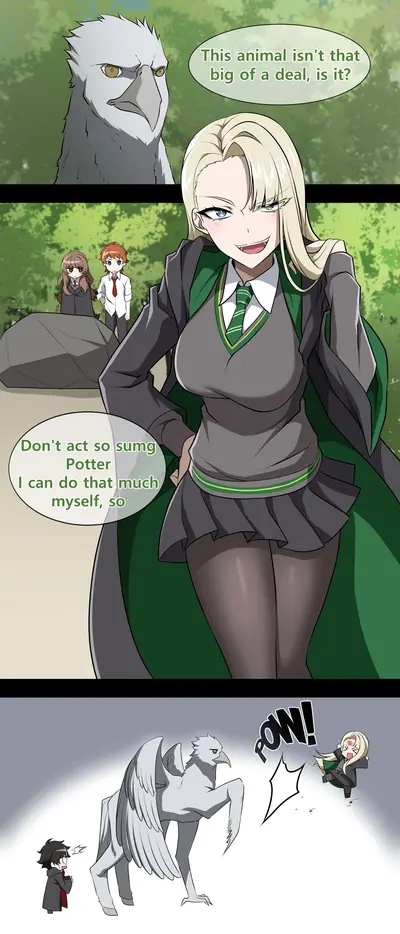 This animal isn't that
big of a deal, is it?
Don't act so sumg
Potter
I can do that much
myself, so
POW!